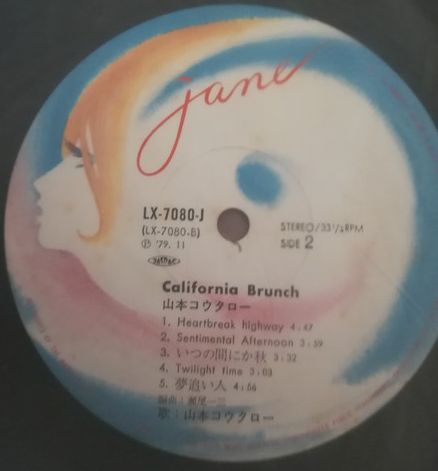 jane
LX-7080-J
(LX-7080-B)
Ⓟ '79. 11
STEREO/33⅓RPM
SIDE 2
California Brunch
山本コウタロー
1. Heartbreak highway 4:47
2. Sentimental Afternoon 3:59
3. いつの間にか秋 3:32
4. Twilight time 3:03
5. 夢追い人 4:56
編曲:瀬尾一三
歌:山本コウタロー